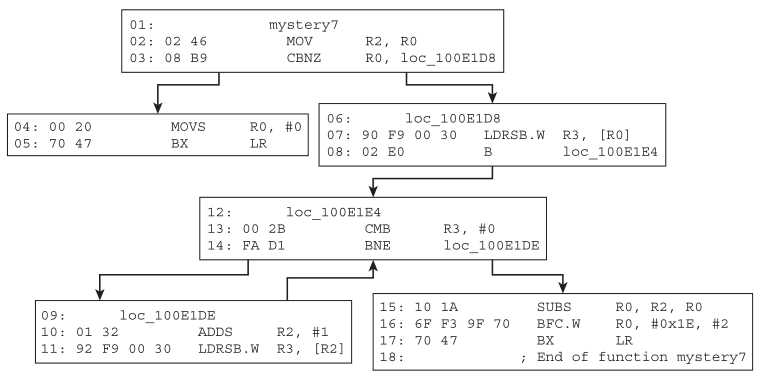 01: mystery7
02: 02 46 MOV R2, R0
03: 08 B9 CBNZ R0, loc_100E1D8
04: 00 20 MOVS R0, #0
05: 70 47 BX LR
06: loc_100E1D8
07: 90 F9 00 30 LDRSB.W R3, [R0]
08: 02 E0 B loc_100E1E4
12: loc_100E1E4
13: 00 2B CMB R3, #0
14: FA D1 BNE loc_100E1DE
09: loc_100E1DE
10: 01 32 ADDS R2, #1
11: 92 F9 00 30 LDRSB.W R3, [R2]
15: 10 1A SUBS R0, R2, R0
16: 6F F3 9F 70 BFC.W R0, #0x1E, #2
17: 70 47 BX LR
18: ; End of function mystery7